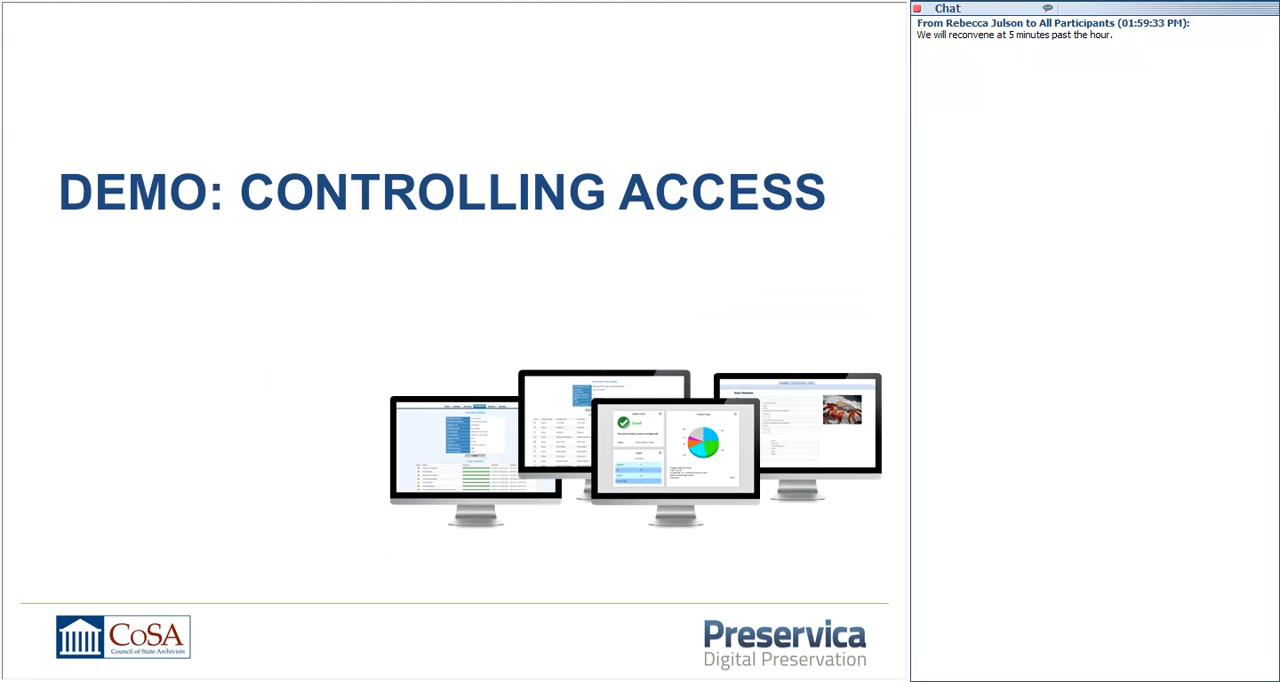 DEMO: CONTROLLING ACCESS
Good
CoSA
Council of State Archivists
Preservica
Digital Preservation
Chat
From Rebecca Julson to All Participants (01:59:33 PM):
We will reconvene at 5 minutes past the hour.